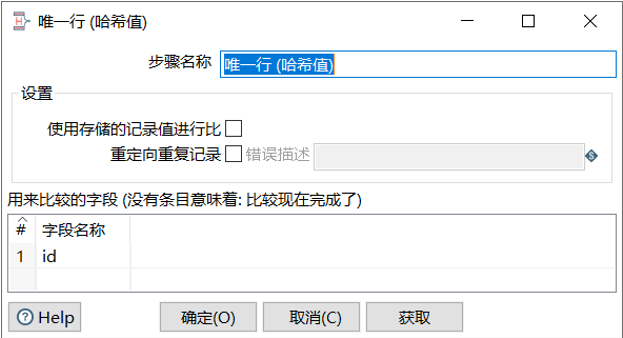 唯一行 (哈希值)
步骤名称 唯一行 (哈希值)
设置
使用存储的记录值进行比
重定向重复记录 错误描述
用来比较的字段 (没有条目意味着: 比较现在完成了)
# 字段名称
1 id
Help 确定(O) 取消(C) 获取